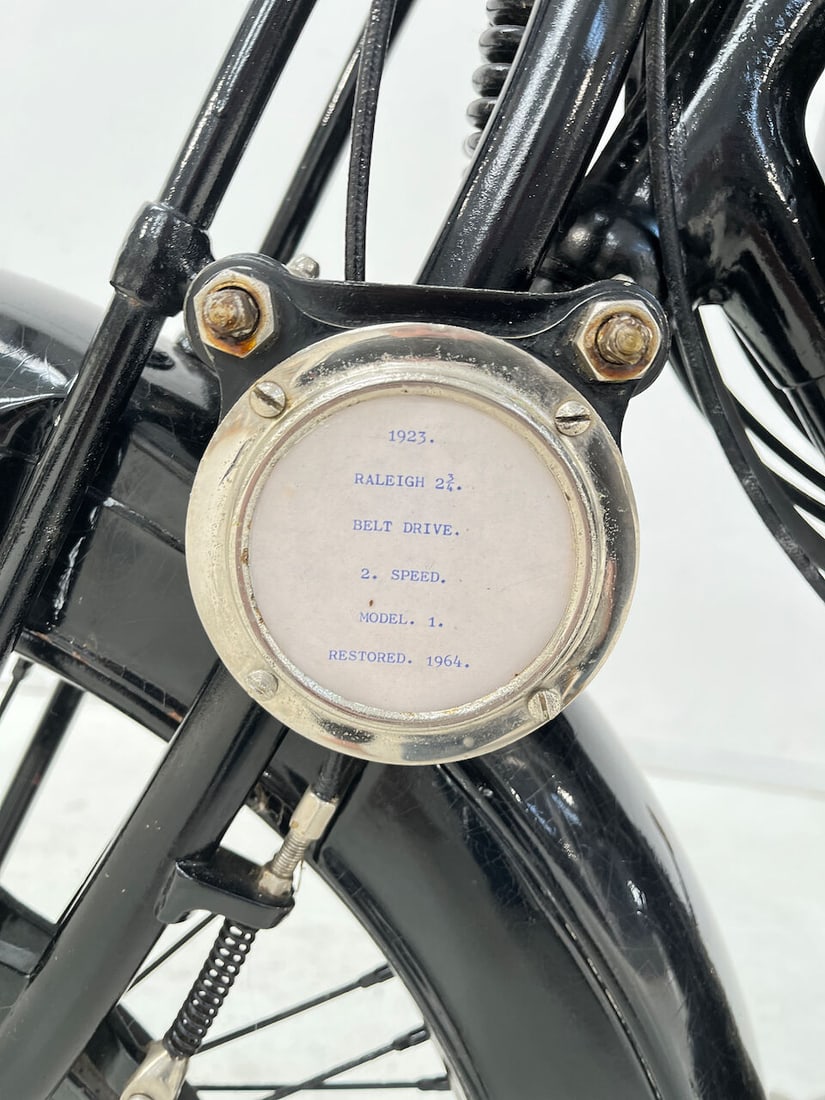 1923.
RALEIGH 2¾.
BELT DRIVE.
2. SPEED.
MODEL. 1.
RESTORED. 1964.